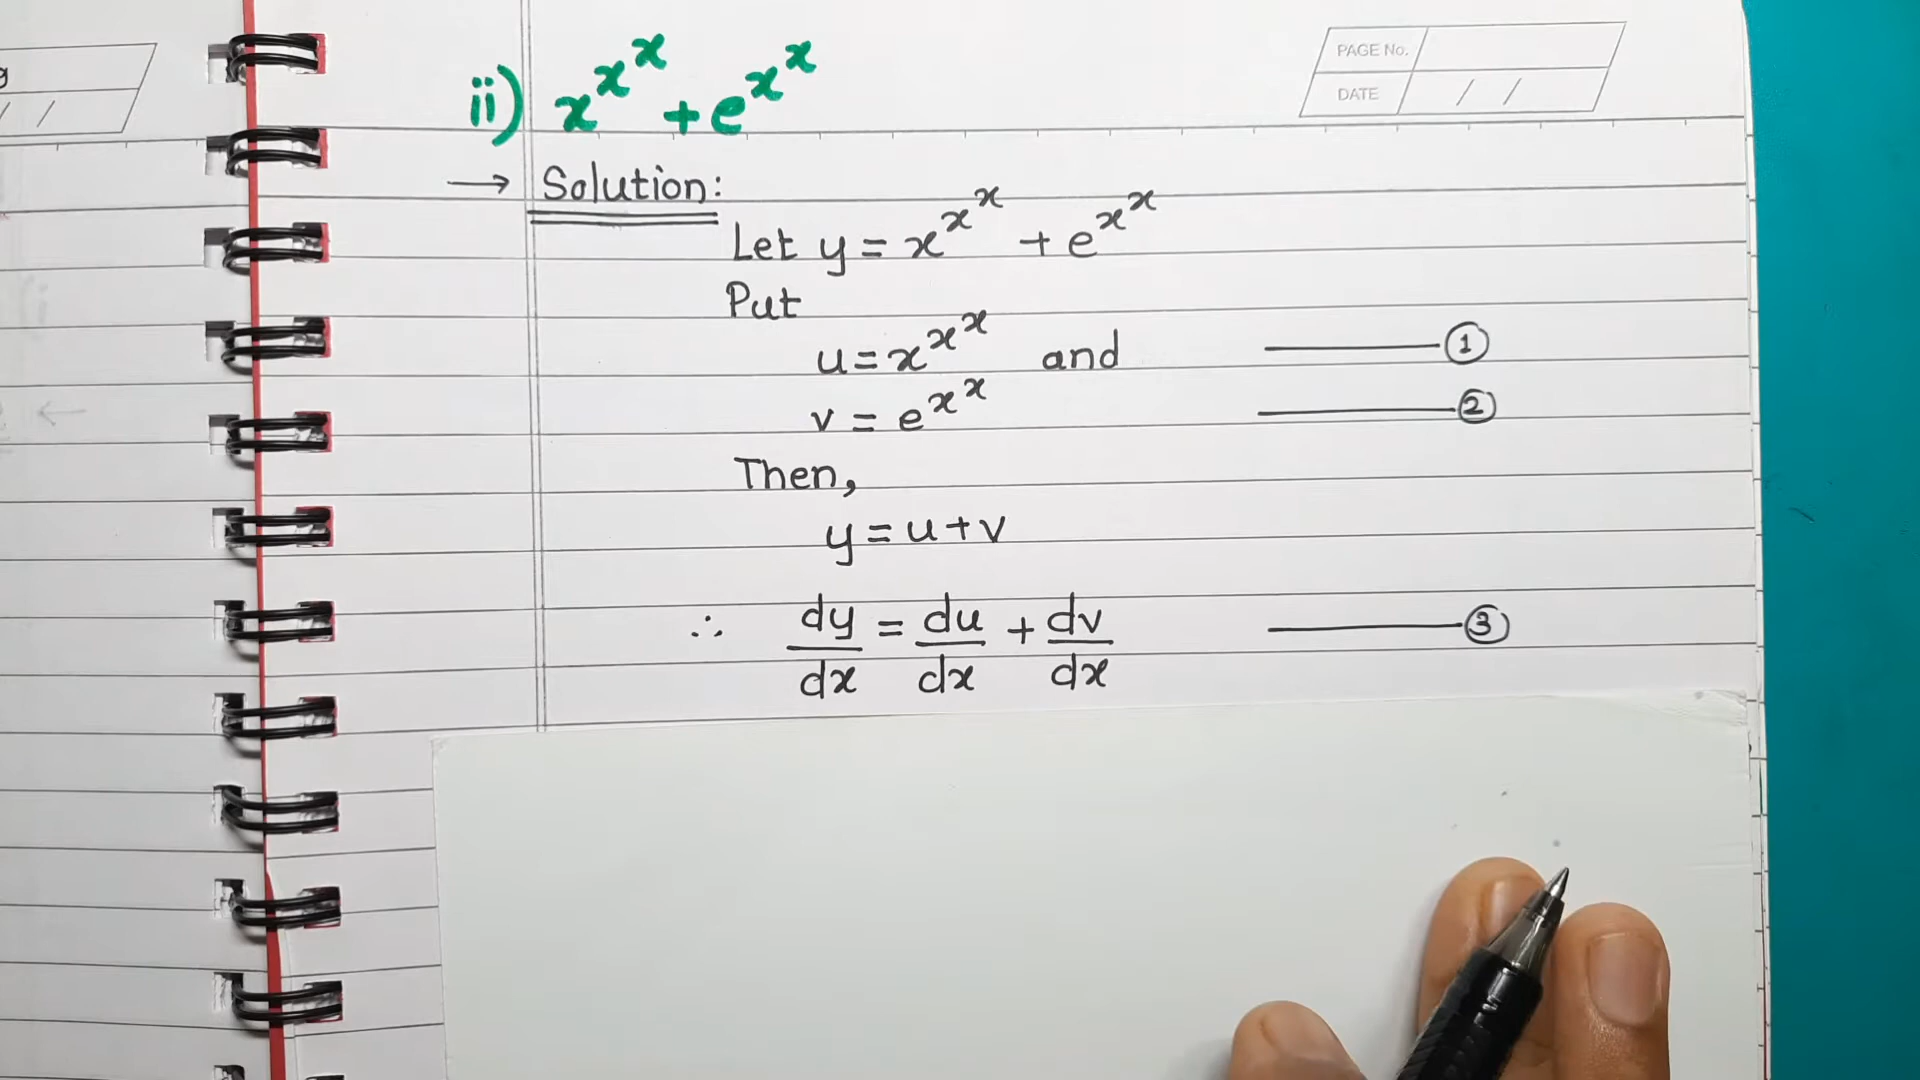 PAGE No.
DATE / /
ii) x^x^x + e^x^x
→ Solution:
Let y = x^x^x + e^x^x
Put
u = x^x^x and ——— ①
v = e^x^x ——— ②
Then,
y = u + v
∴ dy/dx = du/dx + dv/dx ——— ③